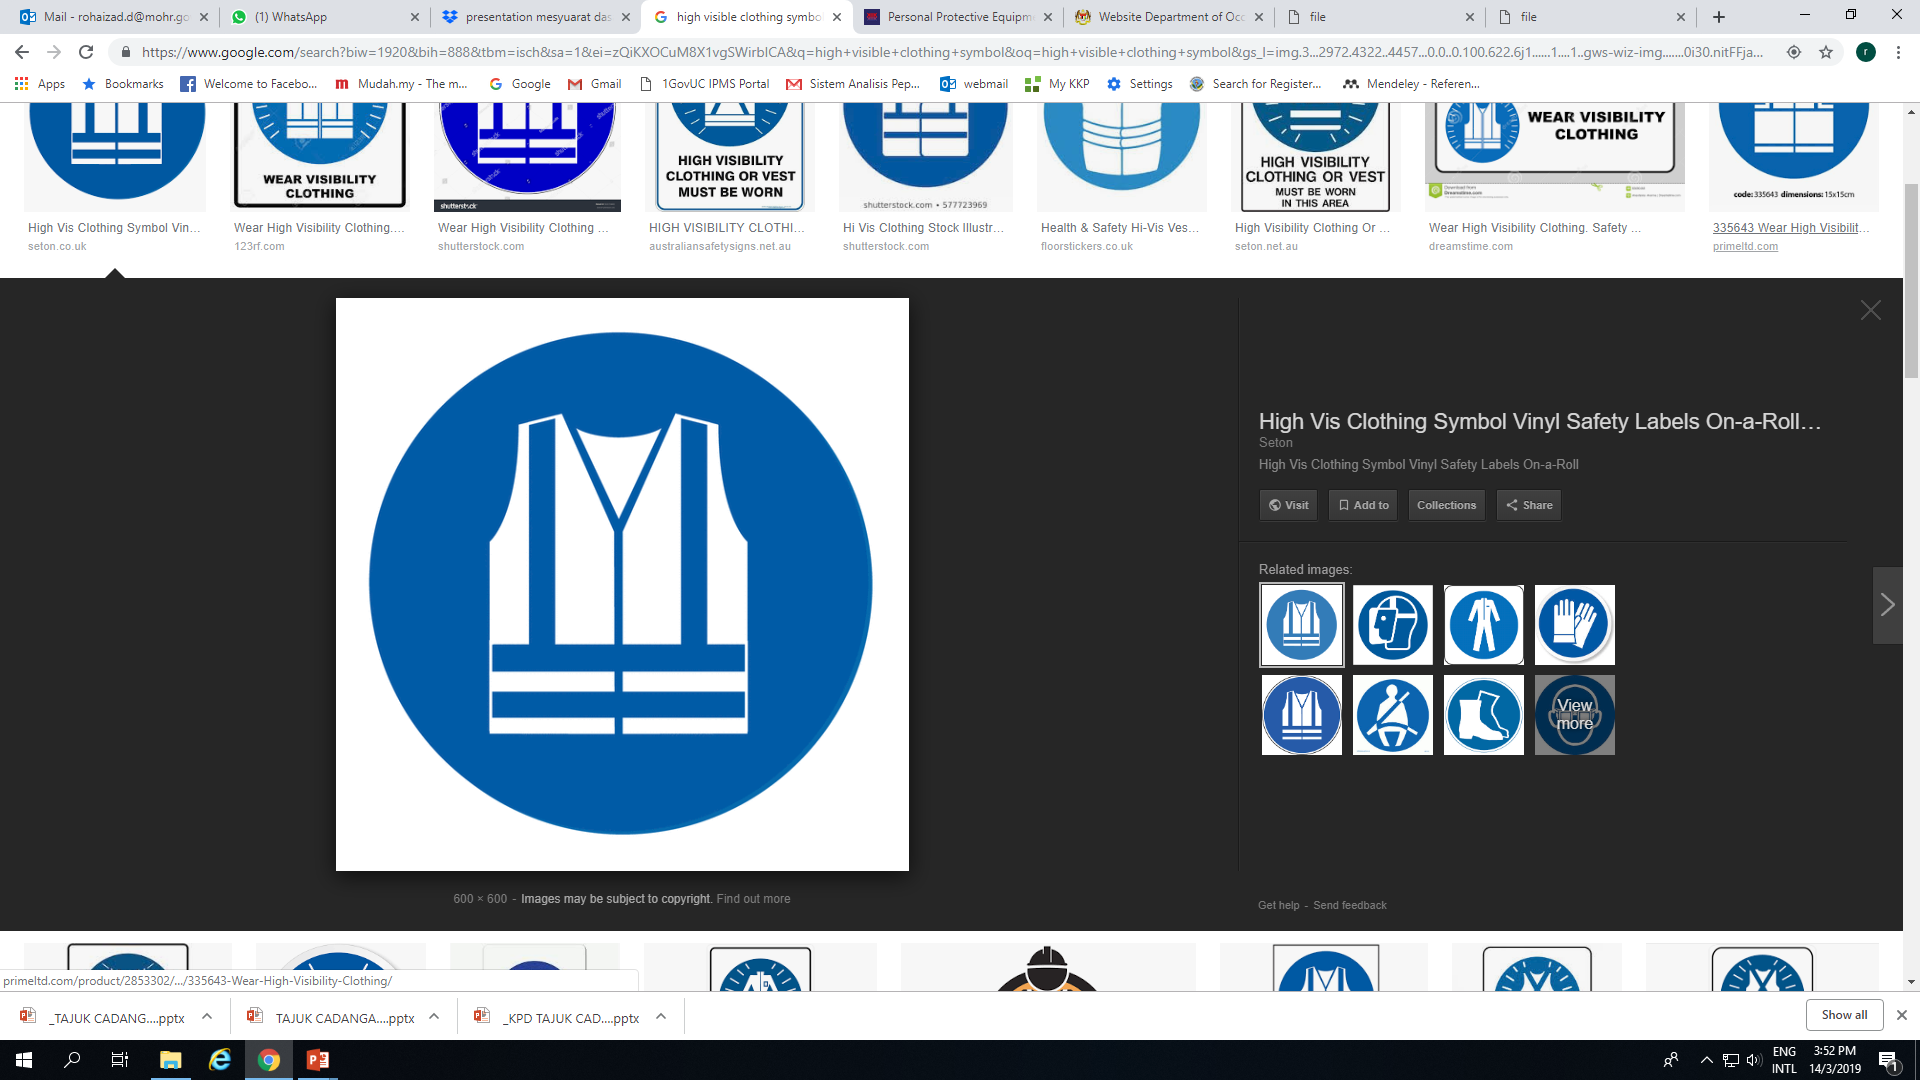 Mail - rohaizad.d@mohr.go
(1) WhatsApp
presentation mesyuarat das
high visible clothing symbol
Personal Protective Equipm
Website Department of Occ
file
file
https://www.google.com/search?biw=1920&bih=888&tbm=isch&sa=1&ei=zQiKXOCuM8X1vgSWirbICA&q=high+visible+clothing+symbol&oq=high+visible+clothing+symbol&gs_l=img.3...2972.4322..4457...0.0..0.100.622.6j1......1....1..gws-wiz-img.......0i30.nitFFja...
r
Apps
Bookmarks
Welcome to Facebo...
Mudah.my - The m...
Google
Gmail
1GovUC IPMS Portal
Sistem Analisis Pep...
webmail
My KKP
Settings
Search for Register...
Mendeley - Referen...
WEAR VISIBILITY
CLOTHING
shutterstock
HIGH VISIBILITY
CLOTHING OR VEST
MUST BE WORN
shutterstock.com • 577723969
HIGH VISIBILITY
CLOTHING OR VEST
MUST BE WORN
IN THIS AREA
WEAR VISIBILITY
CLOTHING
code: 335643 dimensions: 15x15cm
High Vis Clothing Symbol Vin...
seton.co.uk
Wear High Visibility Clothing....
123rf.com
Wear High Visibility Clothing ...
shutterstock.com
HIGH VISIBILITY CLOTHI...
australiansafetysigns.net.au
Hi Vis Clothing Stock Illustr...
shutterstock.com
Health & Safety Hi-Vis Ves...
floorstickers.co.uk
High Visibility Clothing Or ...
seton.net.au
Wear High Visibility Clothing. Safety ...
dreamstime.com
335643 Wear High Visibilit...
primeltd.com
High Vis Clothing Symbol Vinyl Safety Labels On-a-Roll...
Seton
High Vis Clothing Symbol Vinyl Safety Labels On-a-Roll
Visit
Add to
Collections
Share
Related images:
View
more
600 × 600 - Images may be subject to copyright. Find out more
Get help - Send feedback
primeltd.com/product/2853302/.../335643-Wear-High-Visibility-Clothing/
_TAJUK CADANG....pptx
TAJUK CADANGA....pptx
_KPD TAJUK CAD....pptx
Show all
ENG
INTL
3:52 PM
14/3/2019
1